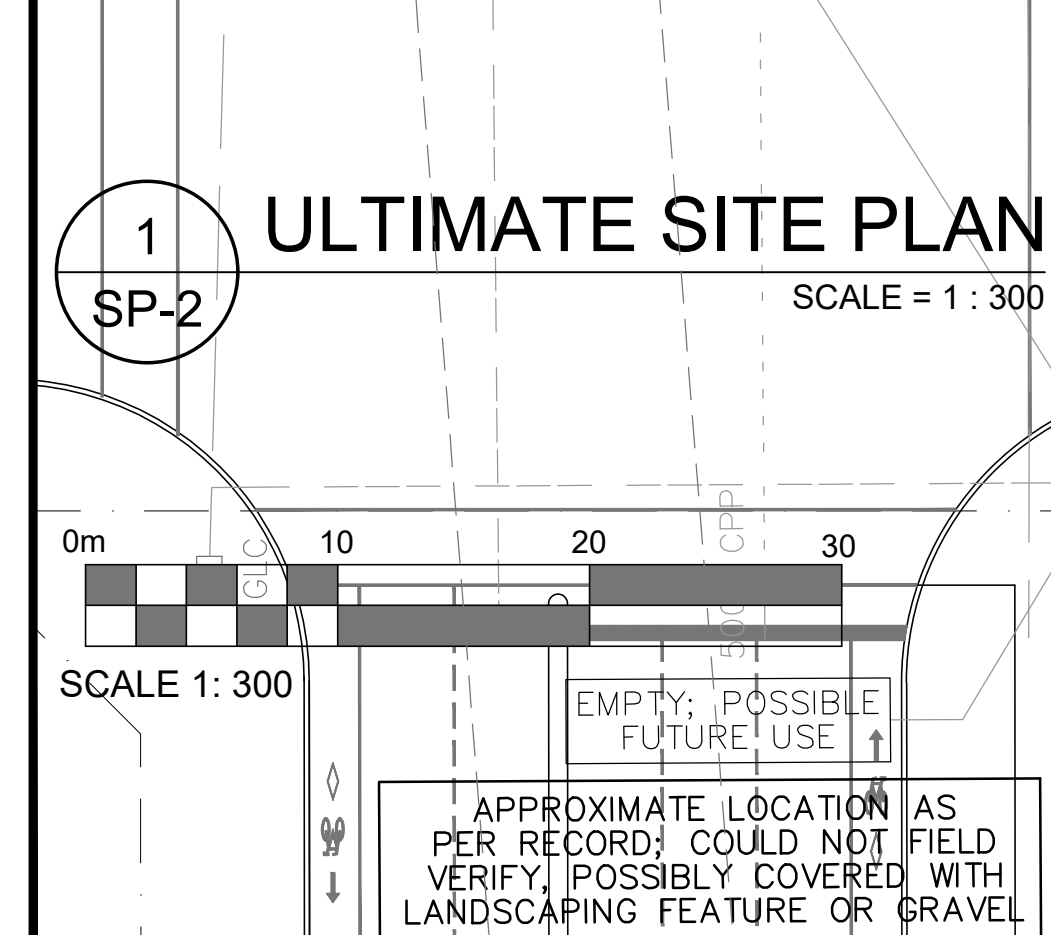 1
SP-2
ULTIMATE SITE PLAN
SCALE = 1 : 300
0m 10 20 30
GLC
500 CPP
SCALE 1: 300
EMPTY; POSSIBLE
FUTURE USE
APPROXIMATE LOCATION AS
PER RECORD; COULD NOT FIELD
VERIFY, POSSIBLY COVERED WITH
LANDSCAPING FEATURE OR GRAVEL